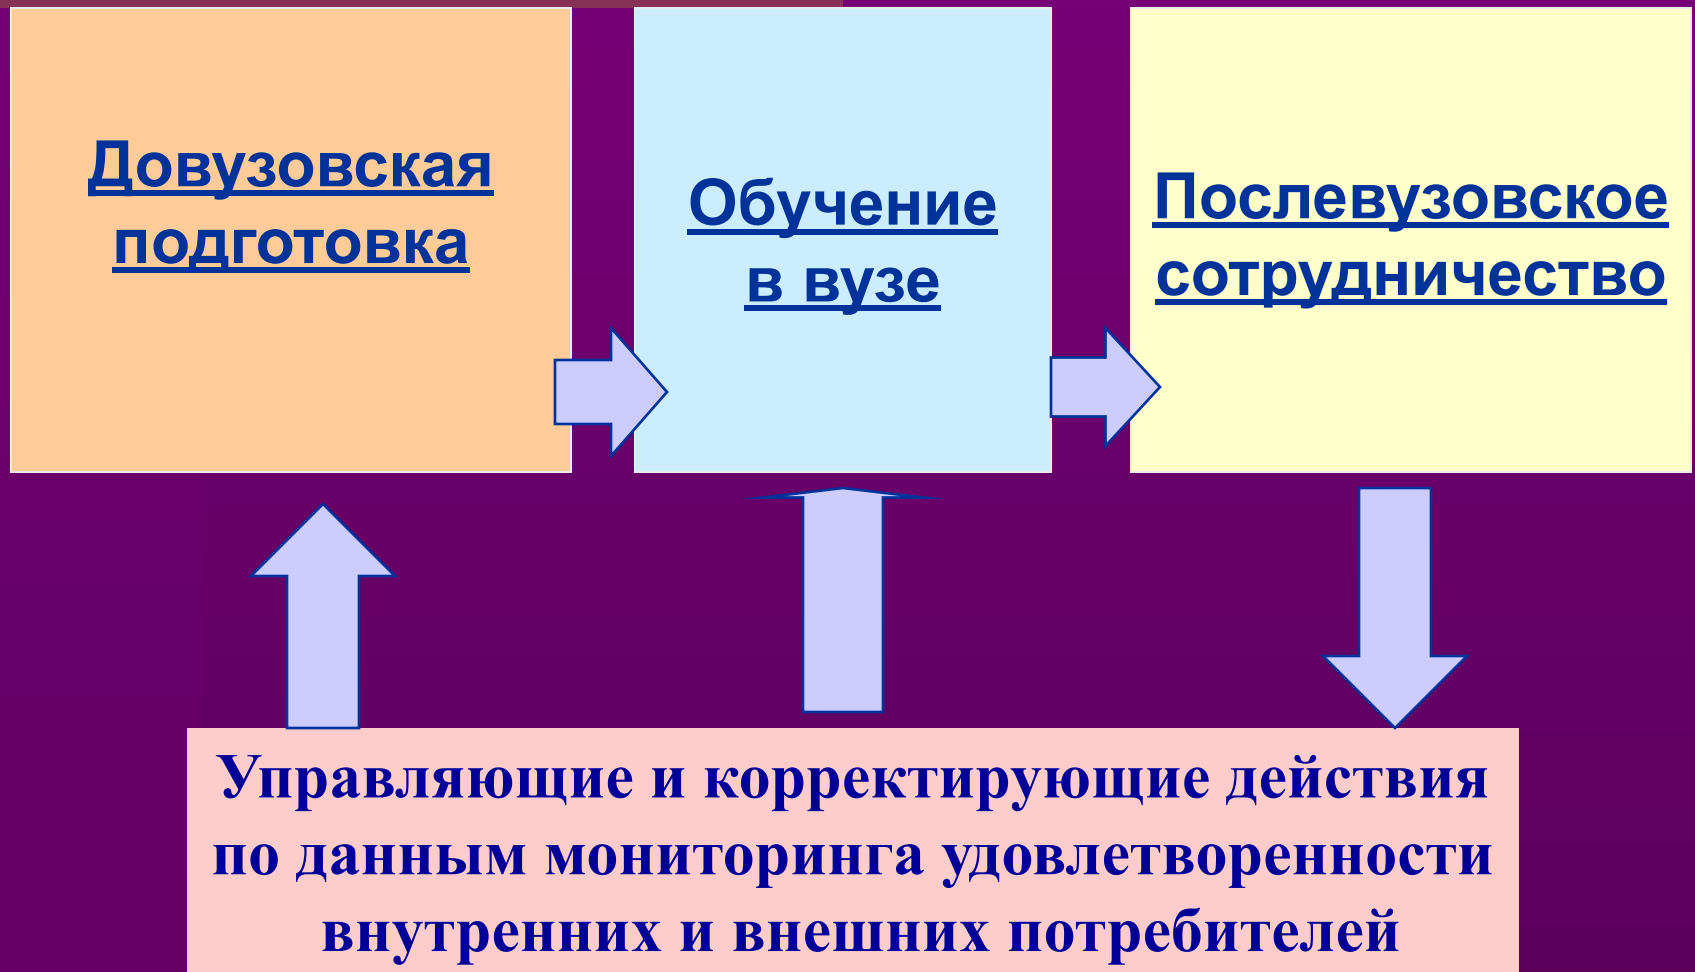 Довузовская
подготовка
Обучение
в вузе
Послевузовское
сотрудничество
Управляющие и корректирующие действия
по данным мониторинга удовлетворенности
внутренних и внешних потребителей